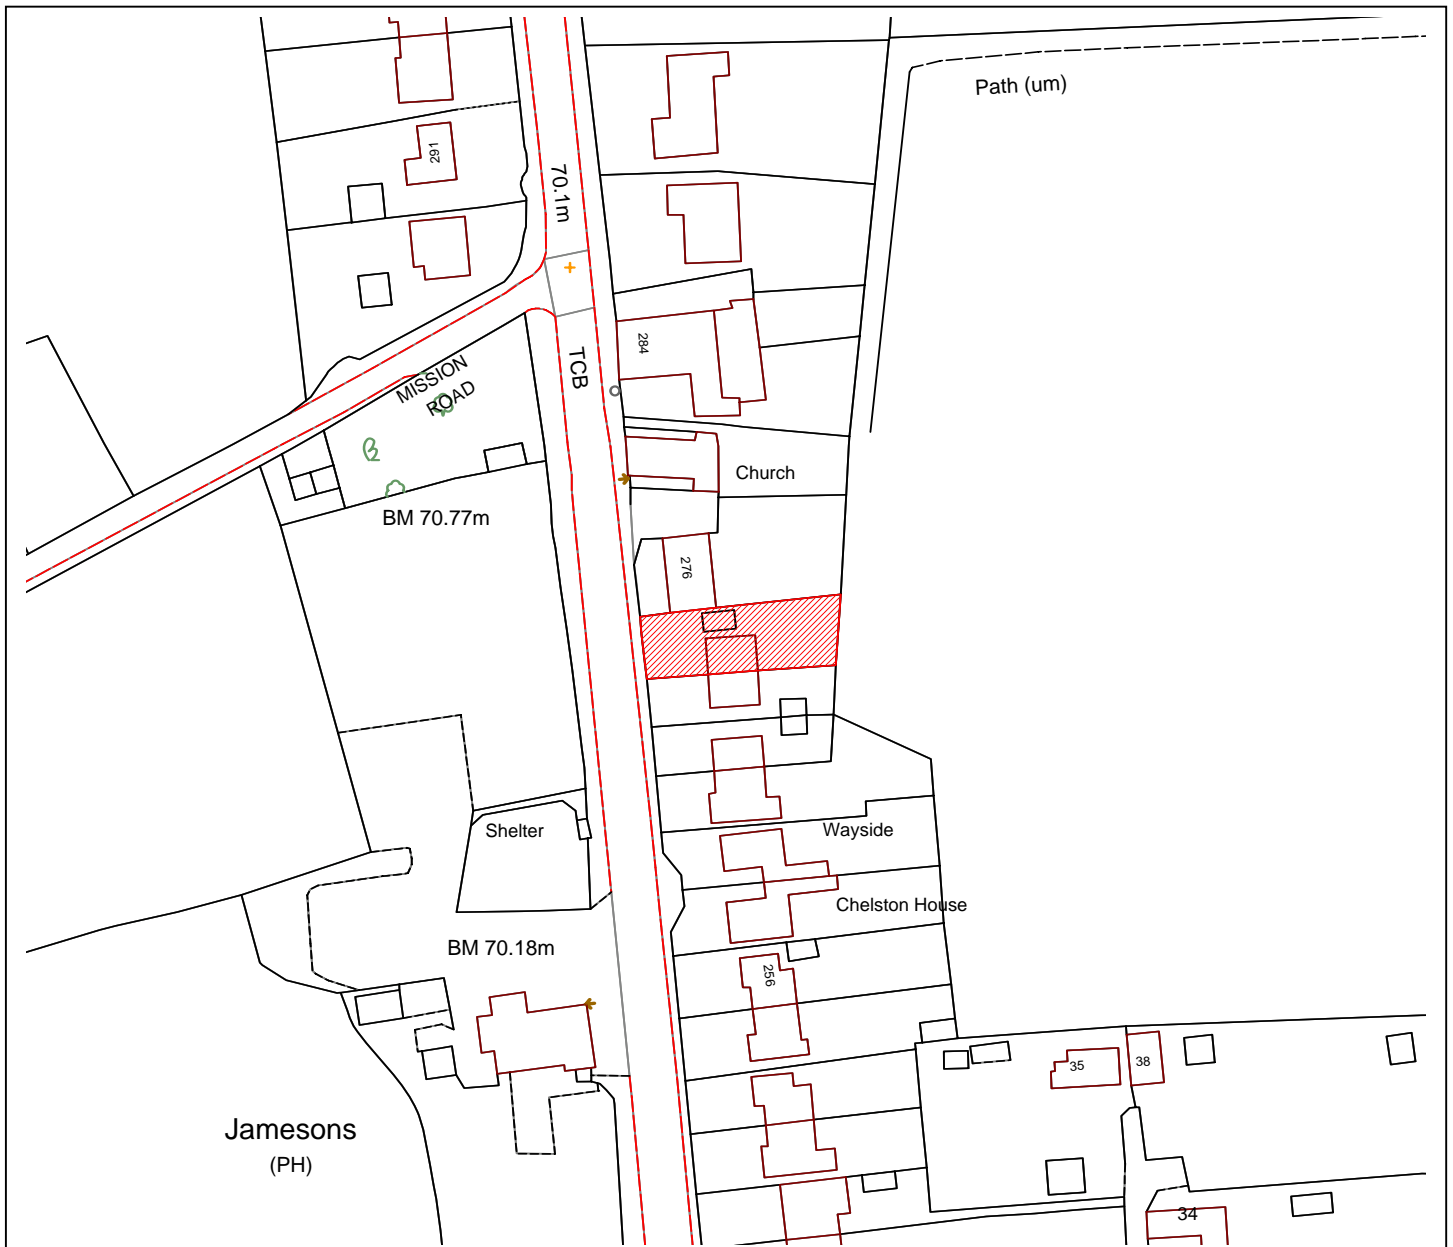 Path (um)
291
70.1m
284
TCB
MISSION
ROAD
Church
BM 70.77m
276
Shelter
Wayside
Chelston House
BM 70.18m
256
35
38
Jamesons
(PH)
34